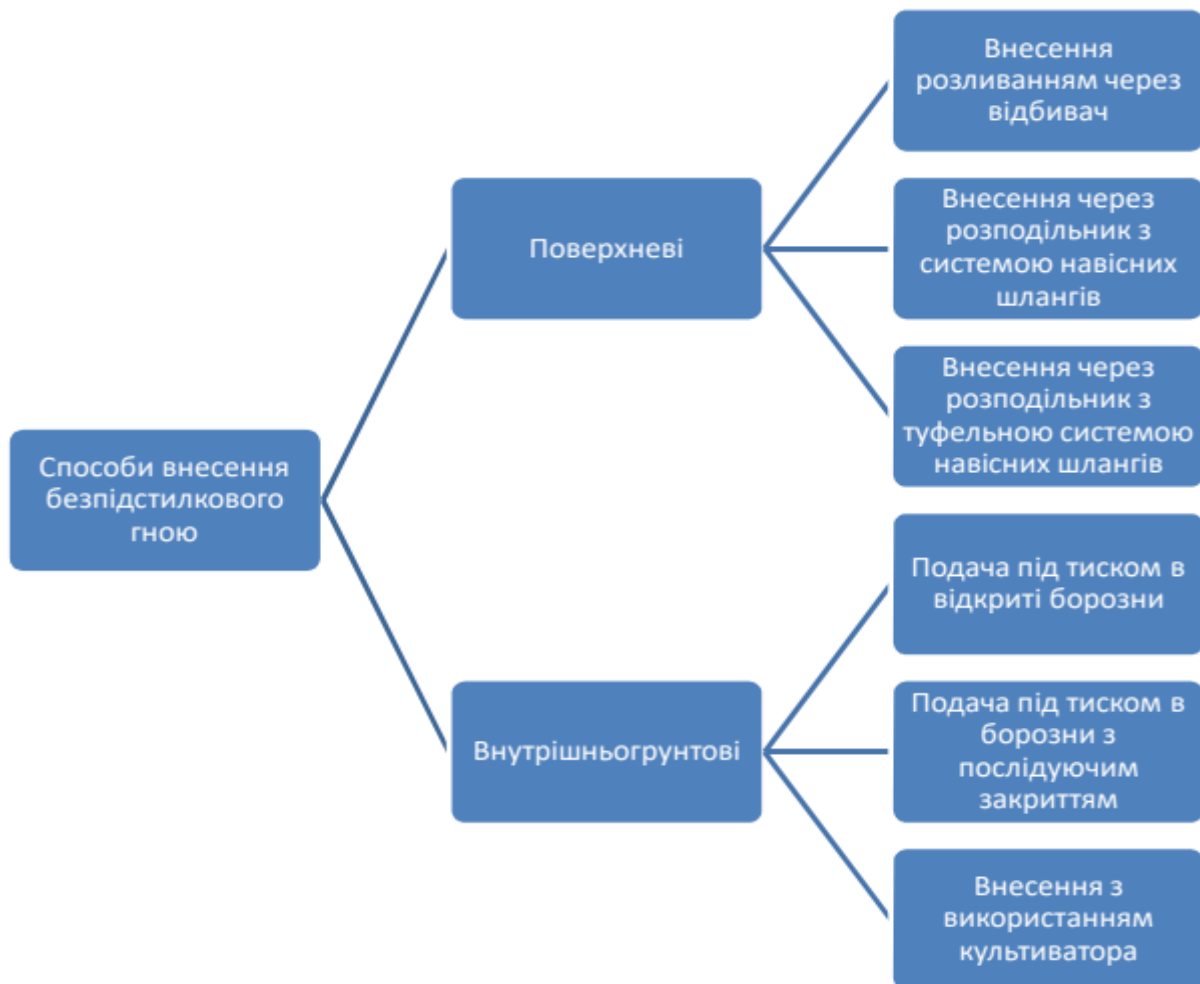 Способи внесення
безпідстилкового
гною
Поверхневі
Внесення
розливанням через
відбивач
Внесення через
розподільник з
системою навісних
шлангів
Внесення через
розподільник з
туфельною системою
навісних шлангів
Внутрішньогрунтові
Подача під тиском в
відкриті борозни
Подача під тиском в
борозни з
послідуючим
закриттям
Внесення з
використанням
культиватора